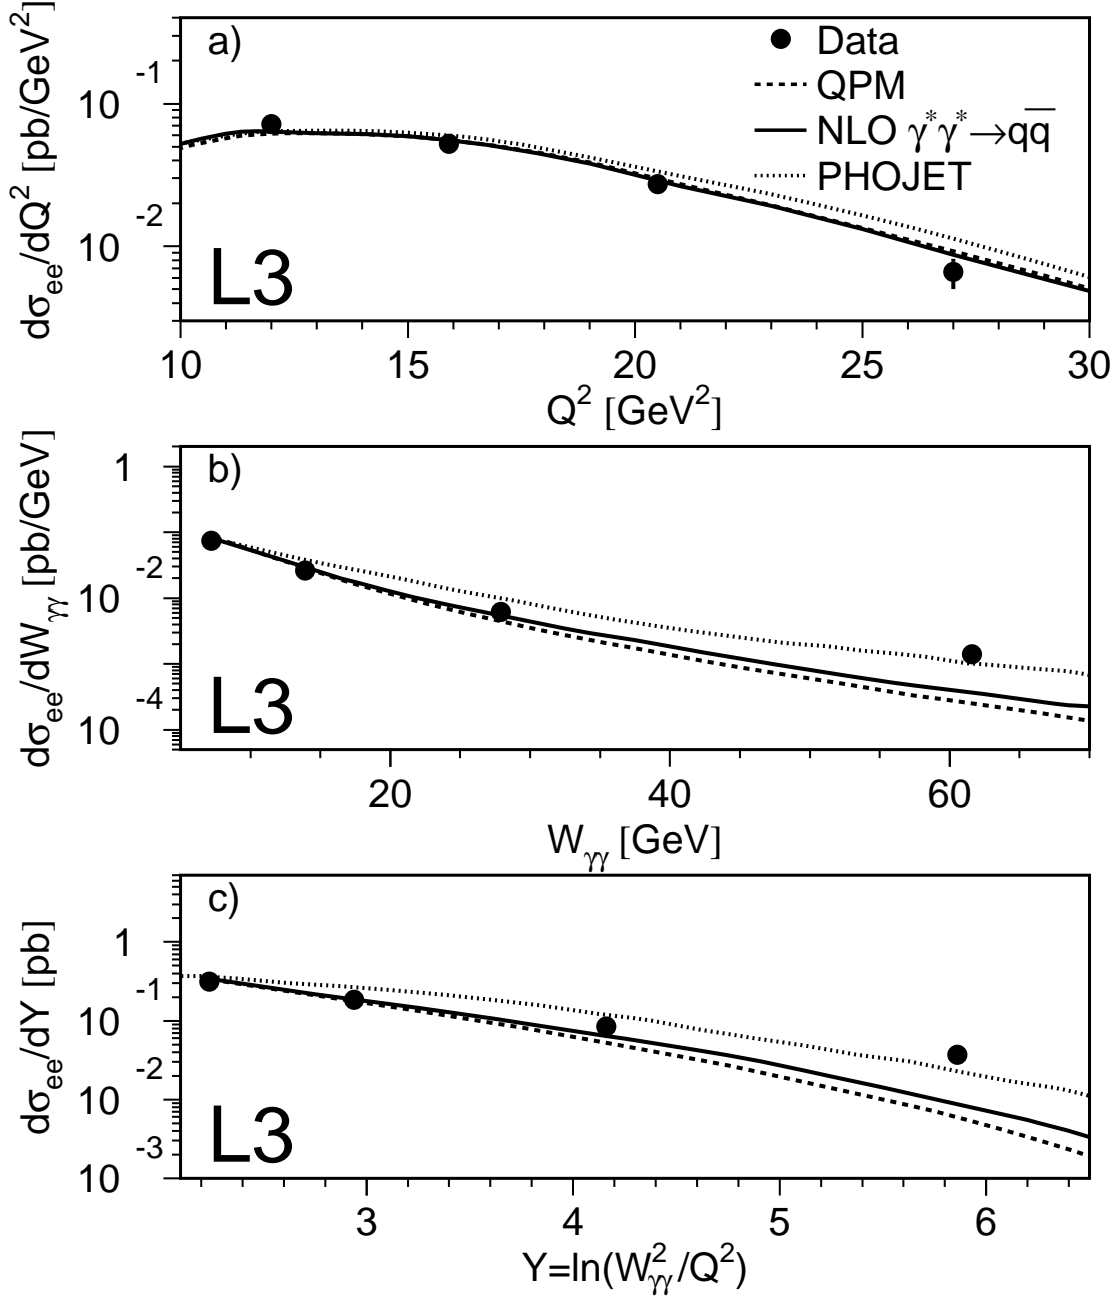 a)
Data
QPM
NLO γ*γ*→qq̅
PHOJET
dσee/dQ² [pb/GeV²]
10⁻¹
10⁻²
L3
10 15 20 25 30
Q² [GeV²]
b)
dσee/dWγγ [pb/GeV]
1
10⁻²
10⁻⁴
L3
20 40 60
Wγγ [GeV]
c)
dσee/dY [pb]
1
10⁻¹
10⁻²
10⁻³
L3
3 4 5 6
Y=ln(W²γγ/Q²)